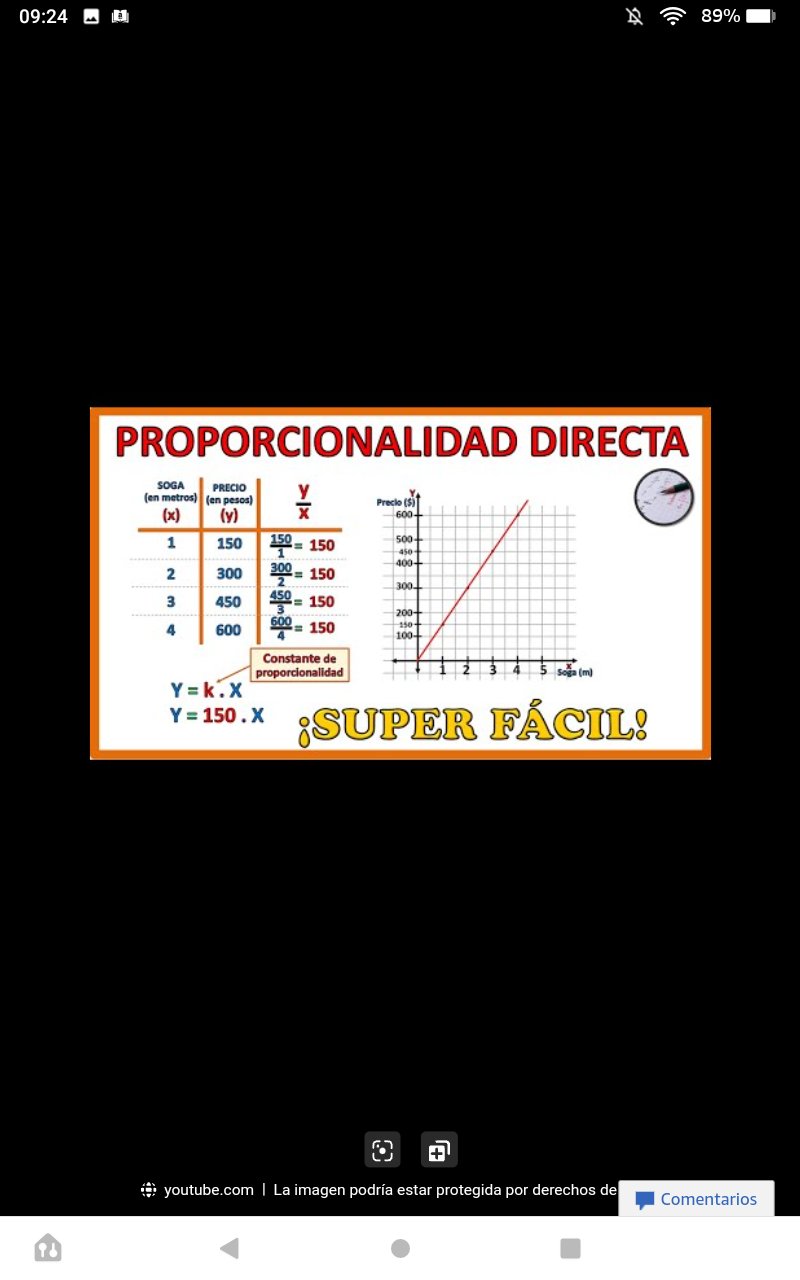 09:24
89%
PROPORCIONALIDAD DIRECTA
SOGA
(en metros)
(x)
PRECIO
(en pesos)
(y)
y
x
1 150 150/1 = 150
2 300 300/2 = 150
3 450 450/3 = 150
4 600 600/4 = 150
Constante de
proporcionalidad
Y = k . X
Y = 150 . X
Y
Precio ($)
600
500
450
400
300
200
150
100
1 2 3 4 5
x
Soga (m)
¡SUPER FÁCIL!
youtube.com | La imagen podría estar protegida por derechos de
Comentarios